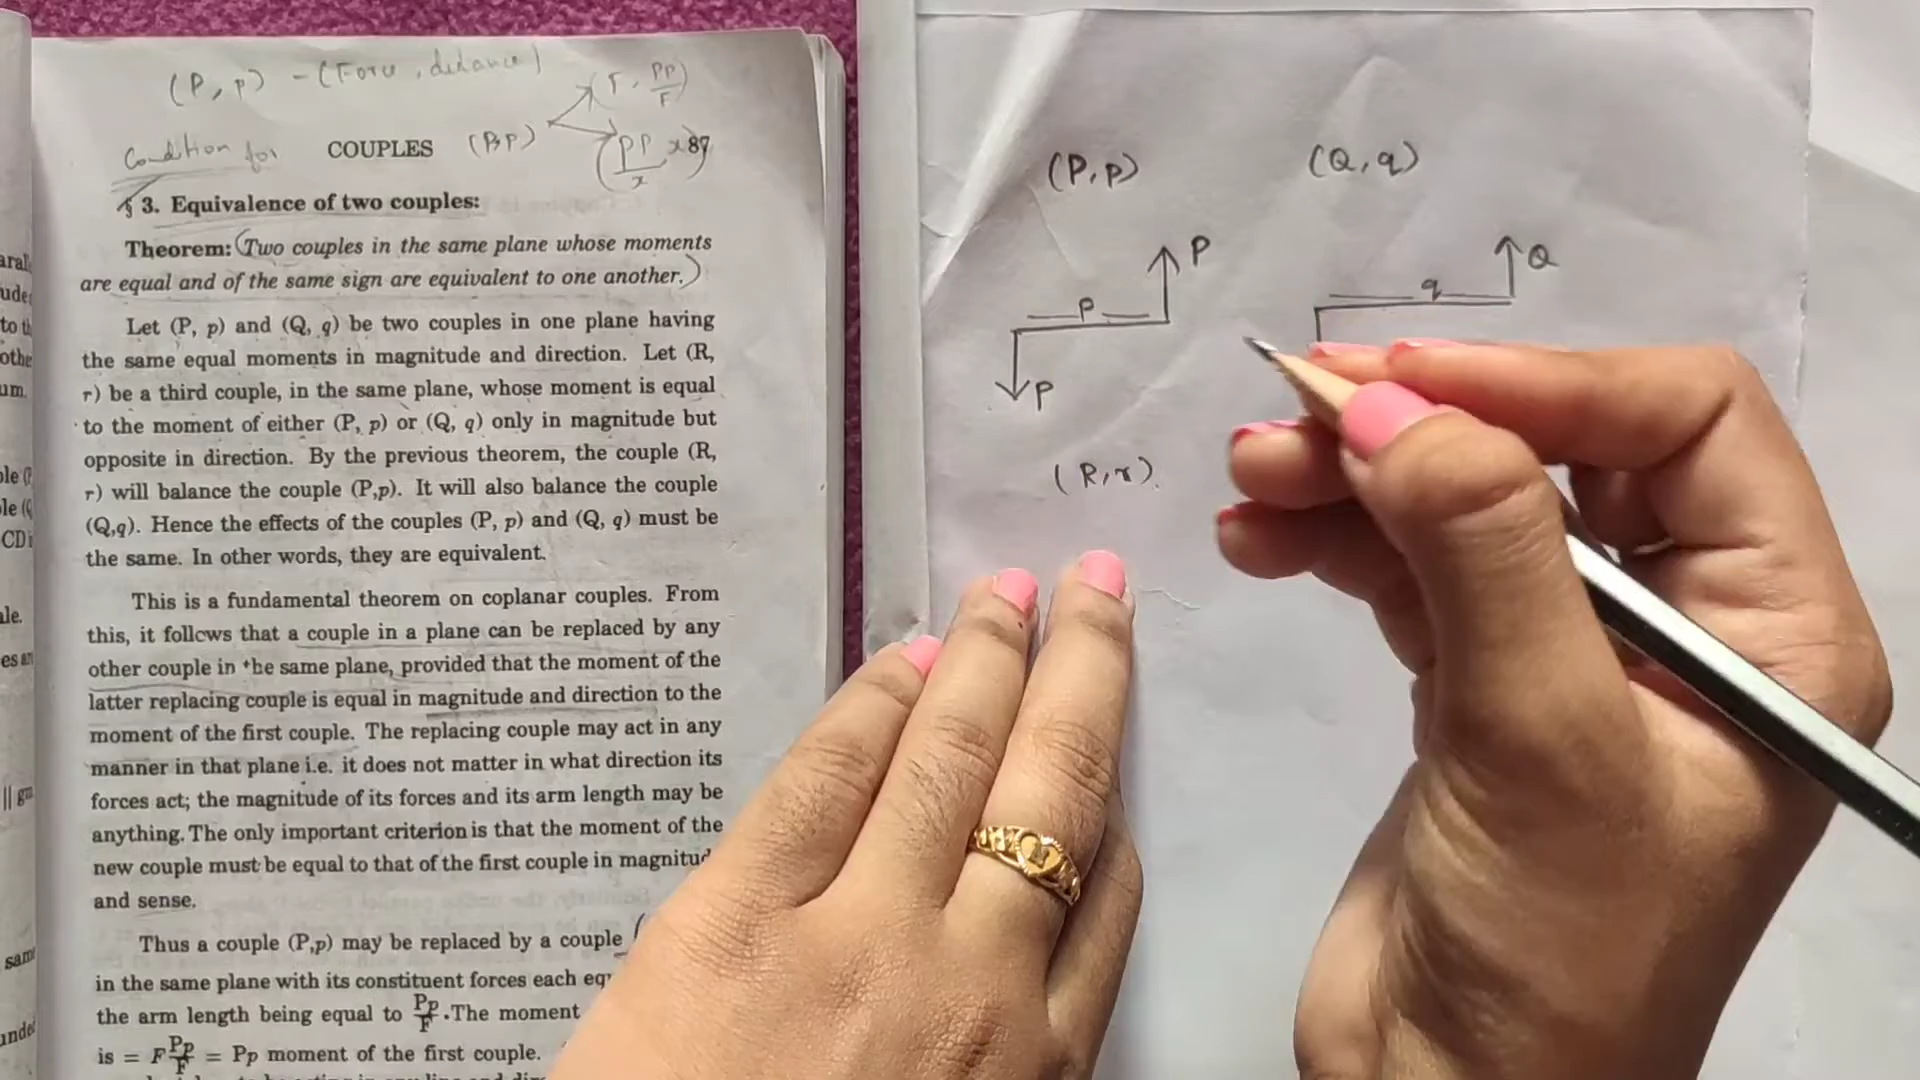 (P, p) - (Force, distance)
(F, Pp/F)
Condition for COUPLES (P,p)
(Pp/x, x) 87
§ 3. Equivalence of two couples:
Theorem: (Two couples in the same plane whose moments
are equal and of the same sign are equivalent to one another.)
Let (P, p) and (Q, q) be two couples in one plane having
the same equal moments in magnitude and direction. Let (R,
r) be a third couple, in the same plane, whose moment is equal
to the moment of either (P, p) or (Q, q) only in magnitude but
opposite in direction. By the previous theorem, the couple (R,
r) will balance the couple (P,p). It will also balance the couple
(Q,q). Hence the effects of the couples (P, p) and (Q, q) must be
the same. In other words, they are equivalent.
This is a fundamental theorem on coplanar couples. From
this, it follows that a couple in a plane can be replaced by any
other couple in the same plane, provided that the moment of the
latter replacing couple is equal in magnitude and direction to the
moment of the first couple. The replacing couple may act in any
manner in that plane i.e. it does not matter in what direction its
forces act; the magnitude of its forces and its arm length may be
anything. The only important criterion is that the moment of the
new couple must be equal to that of the first couple in magnitud
and sense.
Thus a couple (P,p) may be replaced by a couple (
in the same plane with its constituent forces each equ
the arm length being equal to Pp/F. The moment
is = F Pp/F = Pp moment of the first couple.
(P, p) (Q, q)
P Q
p q
P
(R, r).
ude
to th
othe
um.
CD i
ale.
es an
|| gm
same